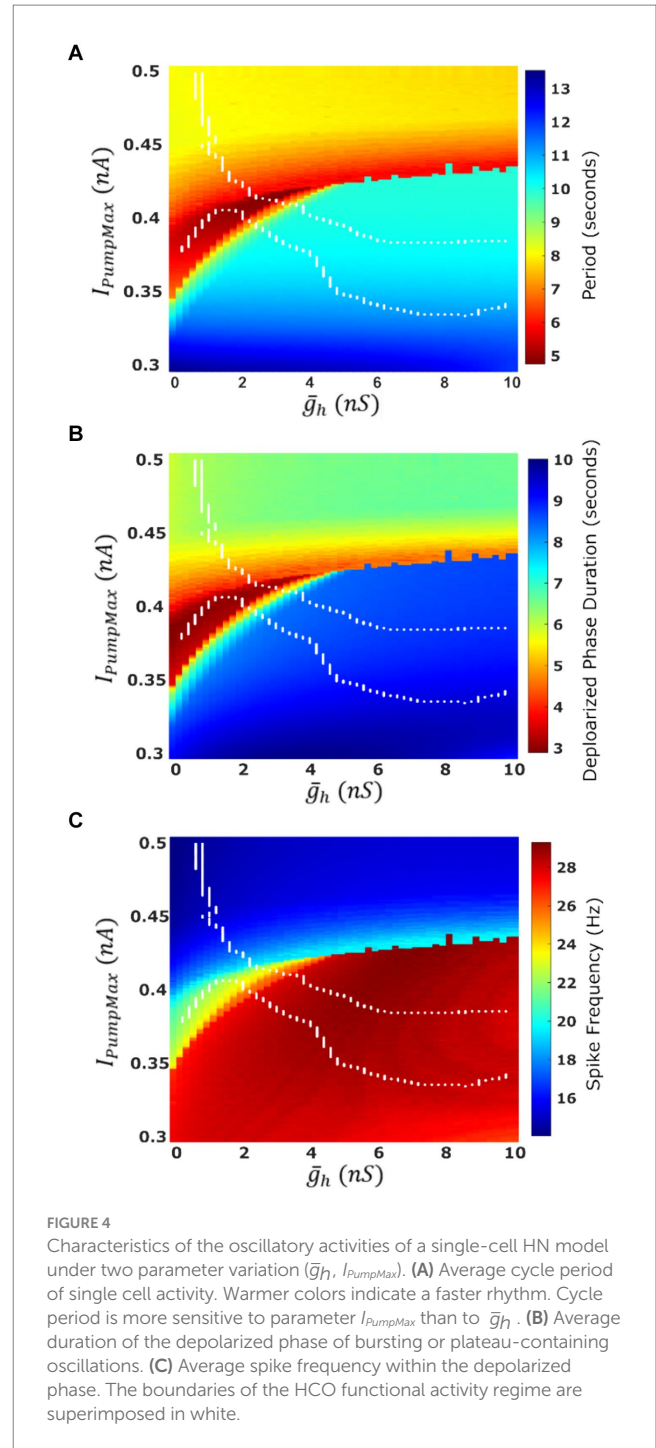 A
0.5
0.45
0.4
0.35
0.3
I_PumpMax (nA)
0 2 4 6 8 10
ḡ_h (nS)
13
12
11
10
9
8
7
6
5
Period (seconds)
B
0.5
0.45
0.4
0.35
0.3
I_PumpMax (nA)
0 2 4 6 8 10
ḡ_h (nS)
10
9
8
7
6
5
4
3
Deploarized Phase Duration (seconds)
C
0.5
0.45
0.4
0.35
0.3
I_PumpMax (nA)
0 2 4 6 8 10
ḡ_h (nS)
28
24
20
16
Spike Frequency (Hz)
FIGURE 4
Characteristics of the oscillatory activities of a single-cell HN model
under two parameter variation (ḡ_h, I_PumpMax). (A) Average cycle period
of single cell activity. Warmer colors indicate a faster rhythm. Cycle
period is more sensitive to parameter I_PumpMax than to ḡ_h . (B) Average
duration of the depolarized phase of bursting or plateau-containing
oscillations. (C) Average spike frequency within the depolarized
phase. The boundaries of the HCO functional activity regime are
superimposed in white.